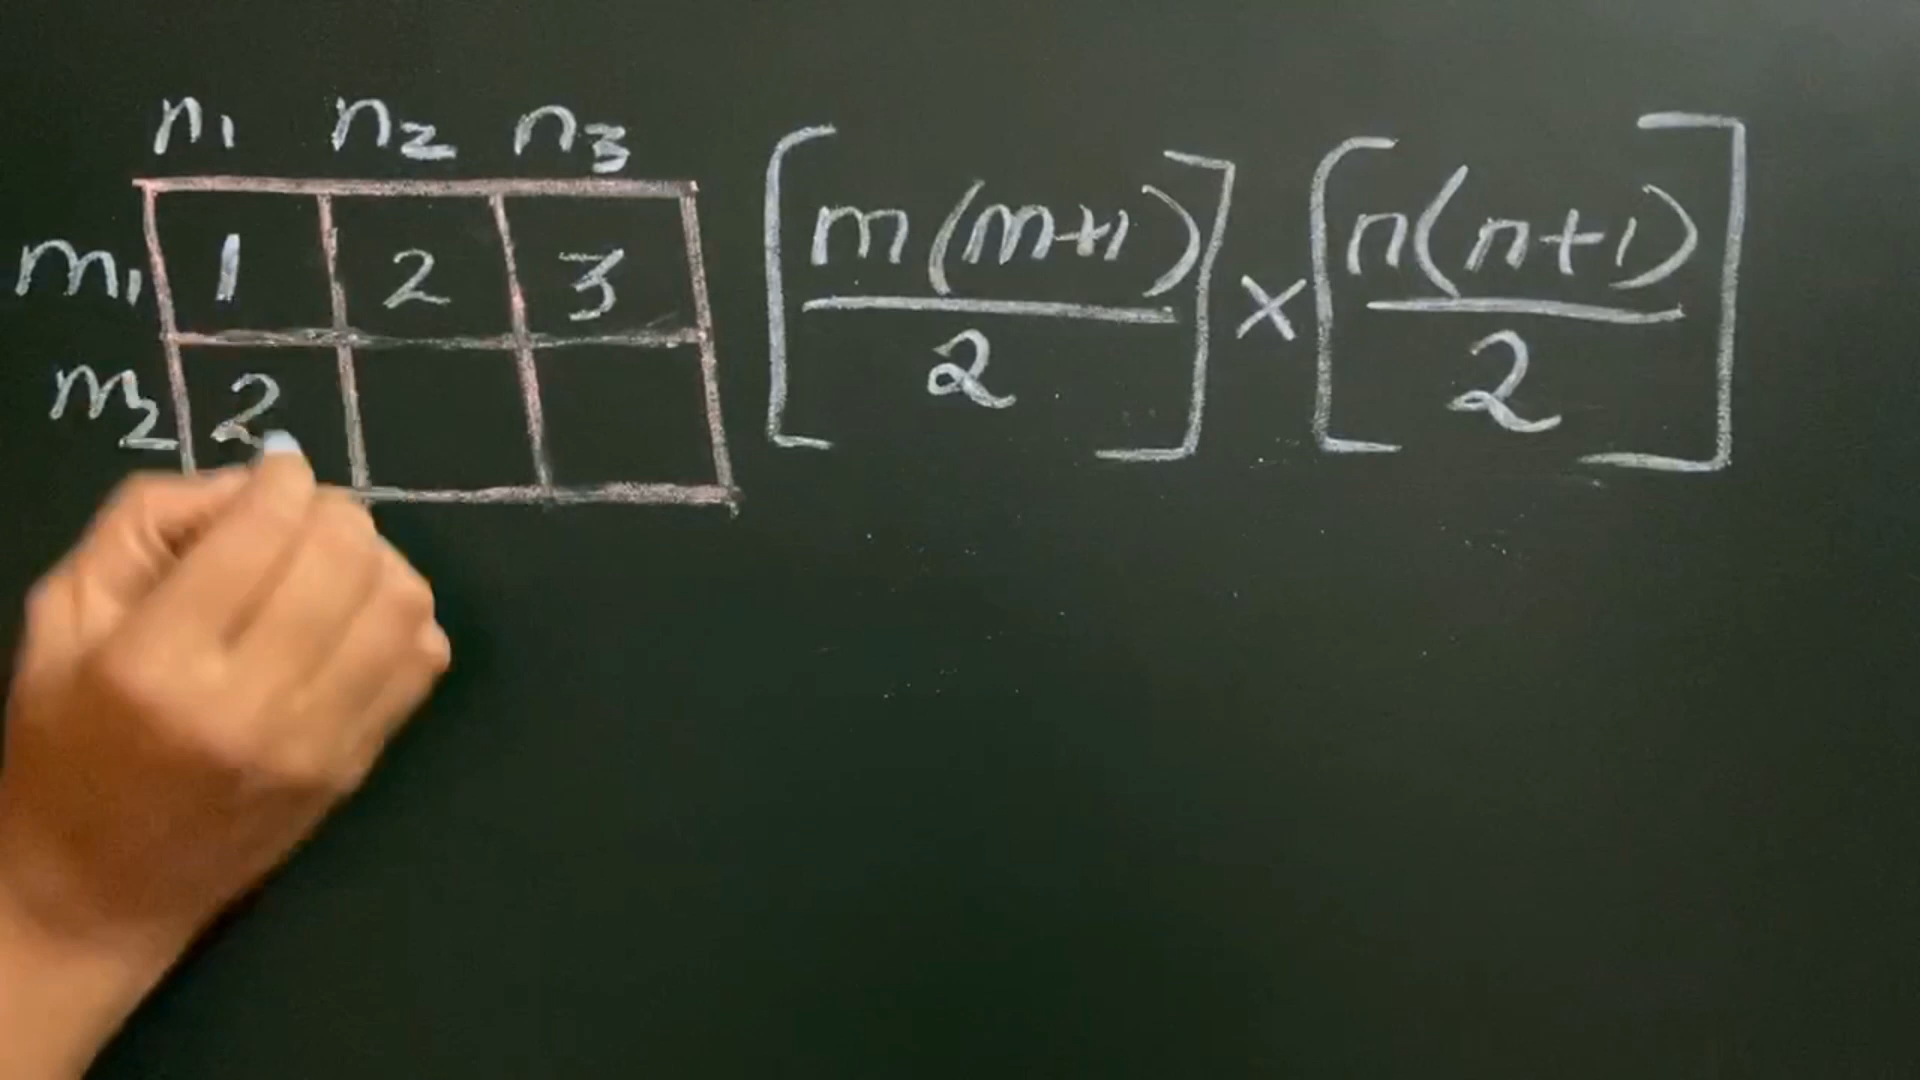 n1 n2 n3
m1 1 2 3
m2 2
[m(m+1)/2] × [n(n+1)/2]